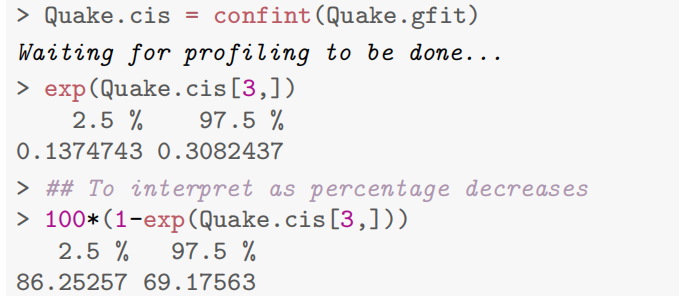 > Quake.cis = confint(Quake.gfit)
Waiting for profiling to be done...
> exp(Quake.cis[3,])
2.5 % 97.5 %
0.1374743 0.3082437
> ## To interpret as percentage decreases
> 100*(1-exp(Quake.cis[3,]))
2.5 % 97.5 %
86.25257 69.17563